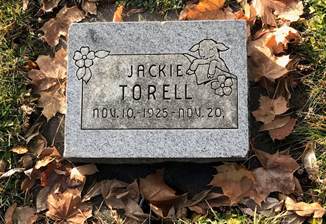 JACKIE
TORELL
NOV. 10, 1925 - NOV. 20,